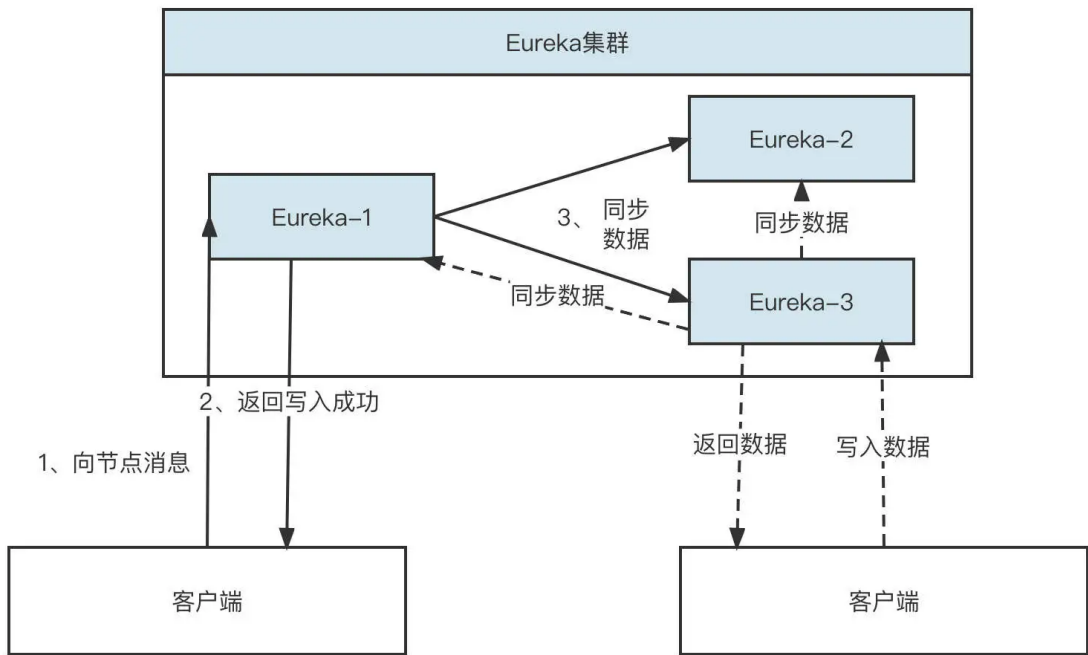 Eureka集群
Eureka-2
Eureka-1
3、
同步
数据
同步数据
同步数据
Eureka-3
2、返回写入成功
1、向节点消息
返回数据
写入数据
客户端
客户端